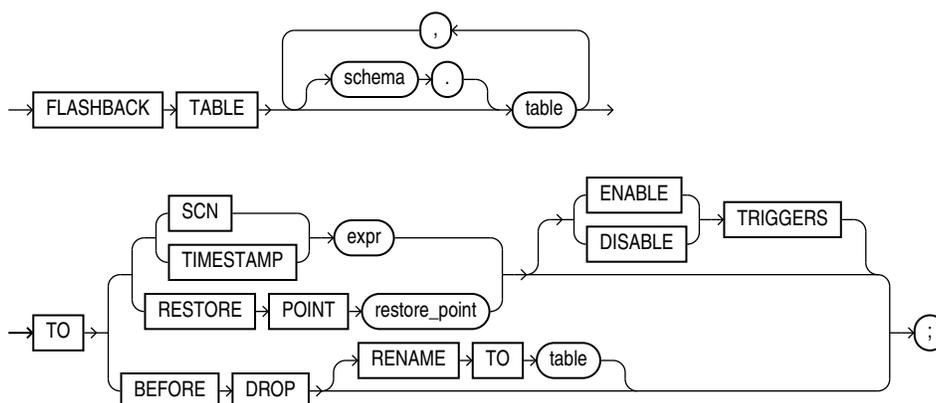 ,
schema .
FLASHBACK TABLE table
ENABLE
SCN TRIGGERS
expr
DISABLE
TIMESTAMP
RESTORE POINT restore_point
TO ;
RENAME TO table
BEFORE DROP